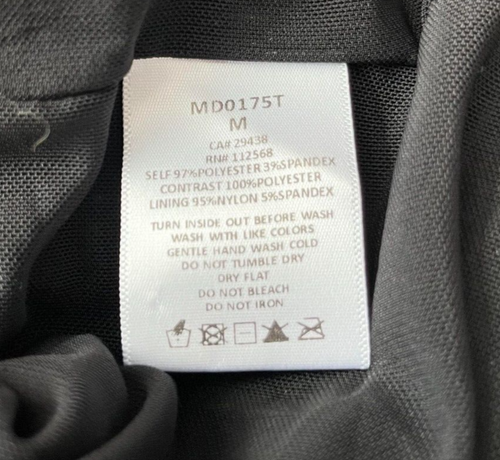 MD0175T
M
CA# 29438
RN# 112568
SELF 97%POLYESTER 3%SPANDEX
CONTRAST 100%POLYESTER
LINING 95%NYLON 5%SPANDEX
TURN INSIDE OUT BEFORE WASH
WASH WITH LIKE COLORS
GENTLE HAND WASH COLD
DO NOT TUMBLE DRY
DRY FLAT
DO NOT BLEACH
DO NOT IRON